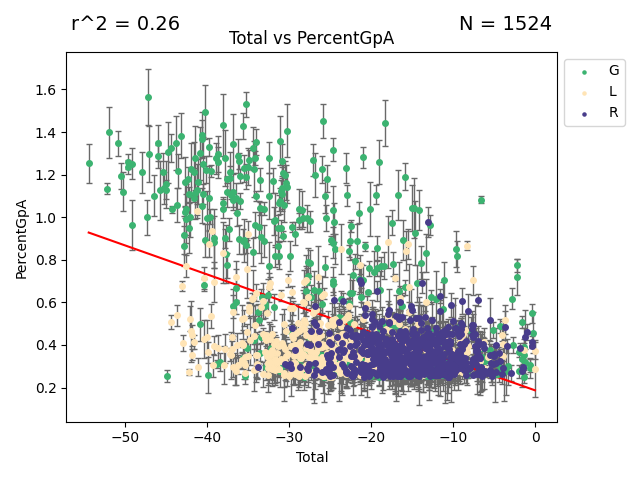 r^2 = 0.26
N = 1524
Total vs PercentGpA
G
L
R
PercentGpA
1.6
1.4
1.2
1.0
0.8
0.6
0.4
0.2
−50
−40
−30
−20
−10
0
Total